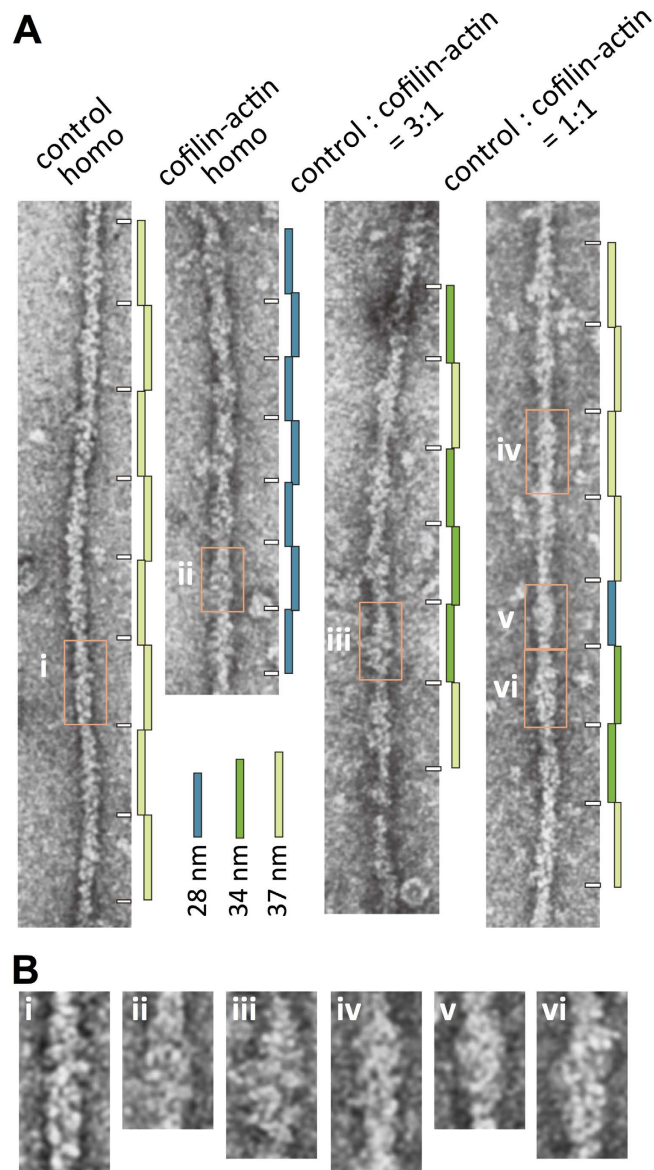 A
control
homo
cofilin-actin
homo
control : cofilin-actin
= 3:1
control : cofilin-actin
= 1:1
i
ii
iii
iv
v
vi
28 nm
34 nm
37 nm
B
i
ii
iii
iv
v
vi